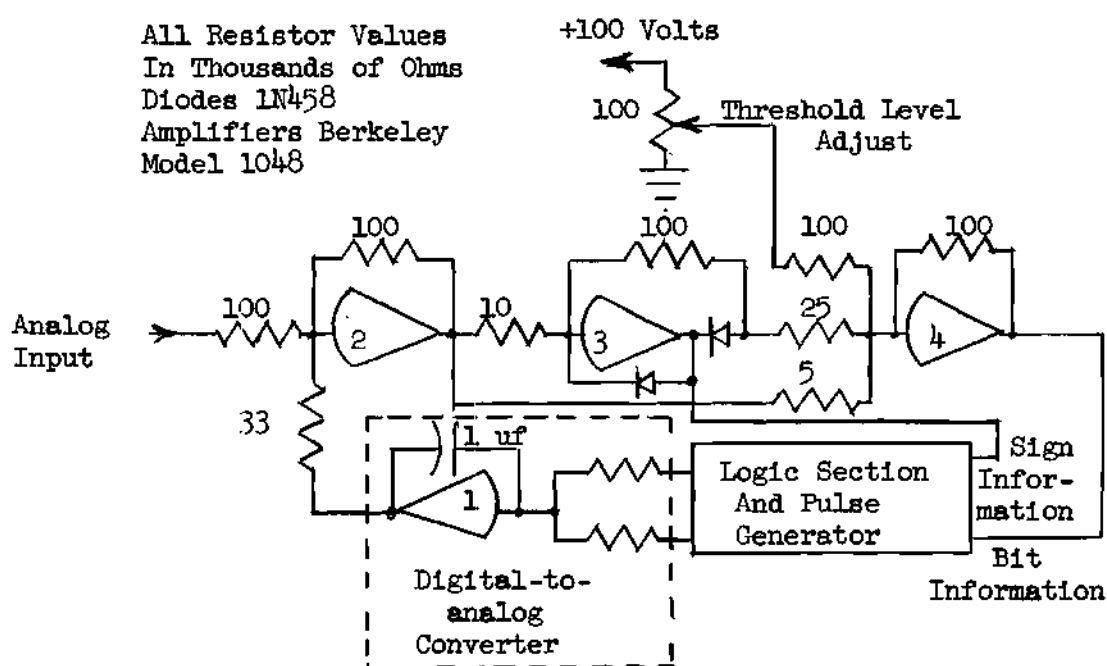 All Resistor Values
In Thousands of Ohms
Diodes 1N458
Amplifiers Berkeley
Model 1048
+100 Volts
100
Threshold Level
Adjust
100
100
100
100
Analog
Input
100
2
10
3
25
4
5
33
1 uf
1
Logic Section
And Pulse
Generator
Sign
Infor-
mation
Bit
Information
Digital-to-
analog
Converter